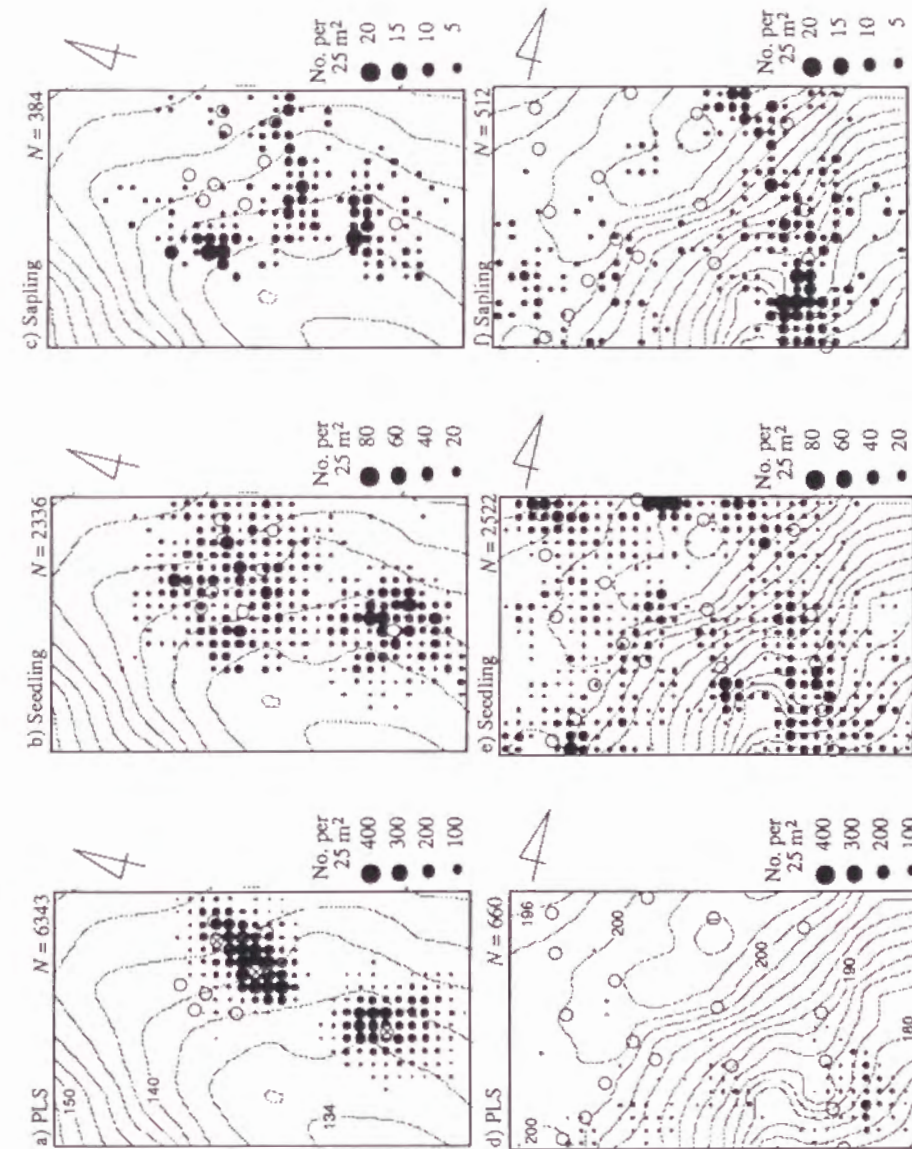 a) PLS
N = 6343
150
140
134
No. per
25 m²
400
300
200
100
b) Seedling
N = 2336
No. per
25 m²
80
60
40
20
c) Sapling
N = 384
No. per
25 m²
20
15
10
5
d) PLS
N = 660
200
196
200
200
190
180
No. per
25 m²
400
300
200
100
e) Seedling
N = 2522
No. per
25 m²
80
60
40
20
f) Sapling
N = 512
No. per
25 m²
20
15
10
5